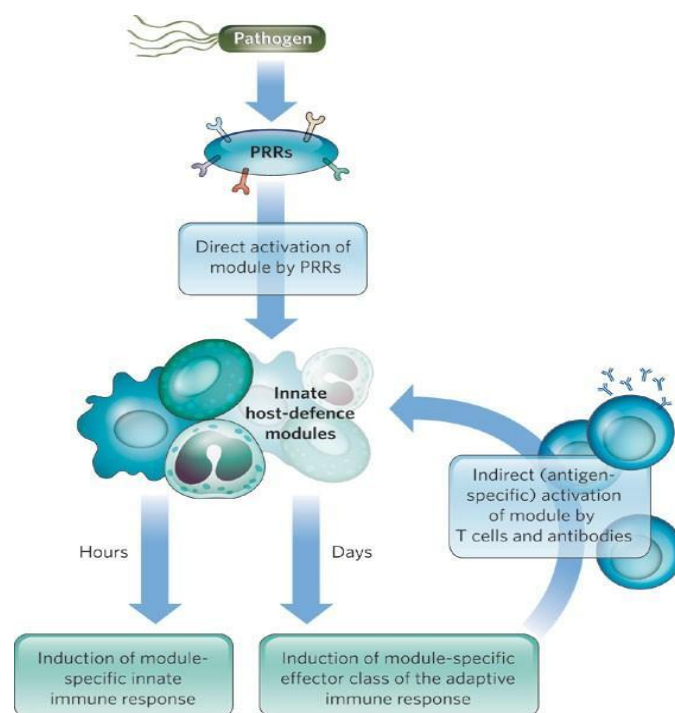 Pathogen
PRRs
Direct activation of
module by PRRs
Innate
host-defence
modules
Indirect (antigen-
specific) activation
of module by
T cells and antibodies
Hours
Days
Induction of module-
specific innate
immune response
Induction of module-specific
effector class of the adaptive
immune response